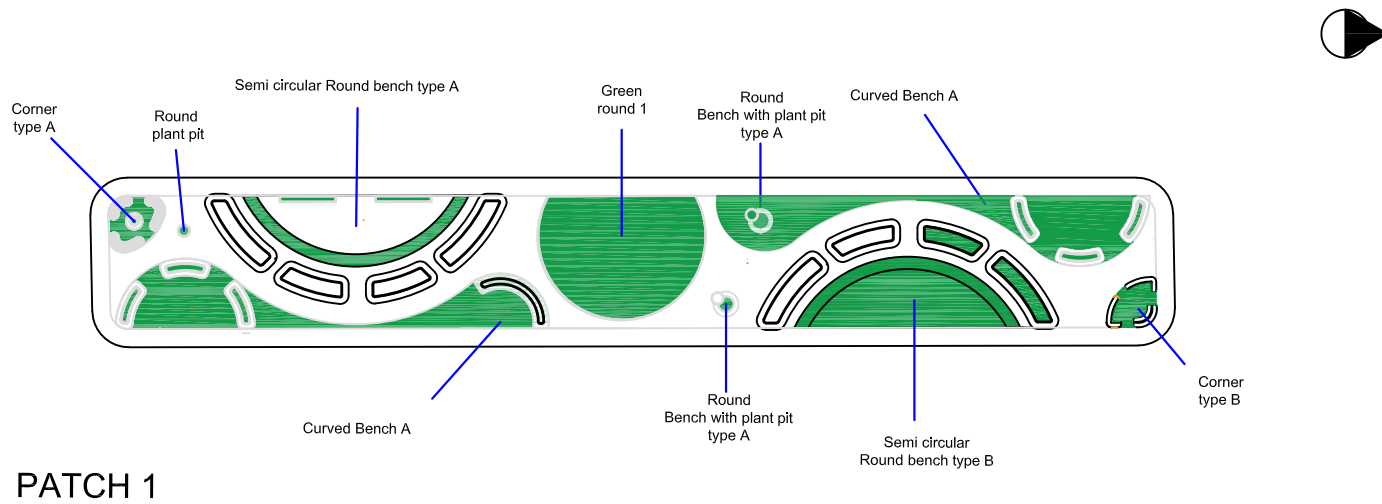 Semi circular Round bench type A
Corner
type A
Round
plant pit
Green
round 1
Round
Bench with plant pit
type A
Curved Bench A
Curved Bench A
Round
Bench with plant pit
type A
Semi circular
Round bench type B
Corner
type B
PATCH 1